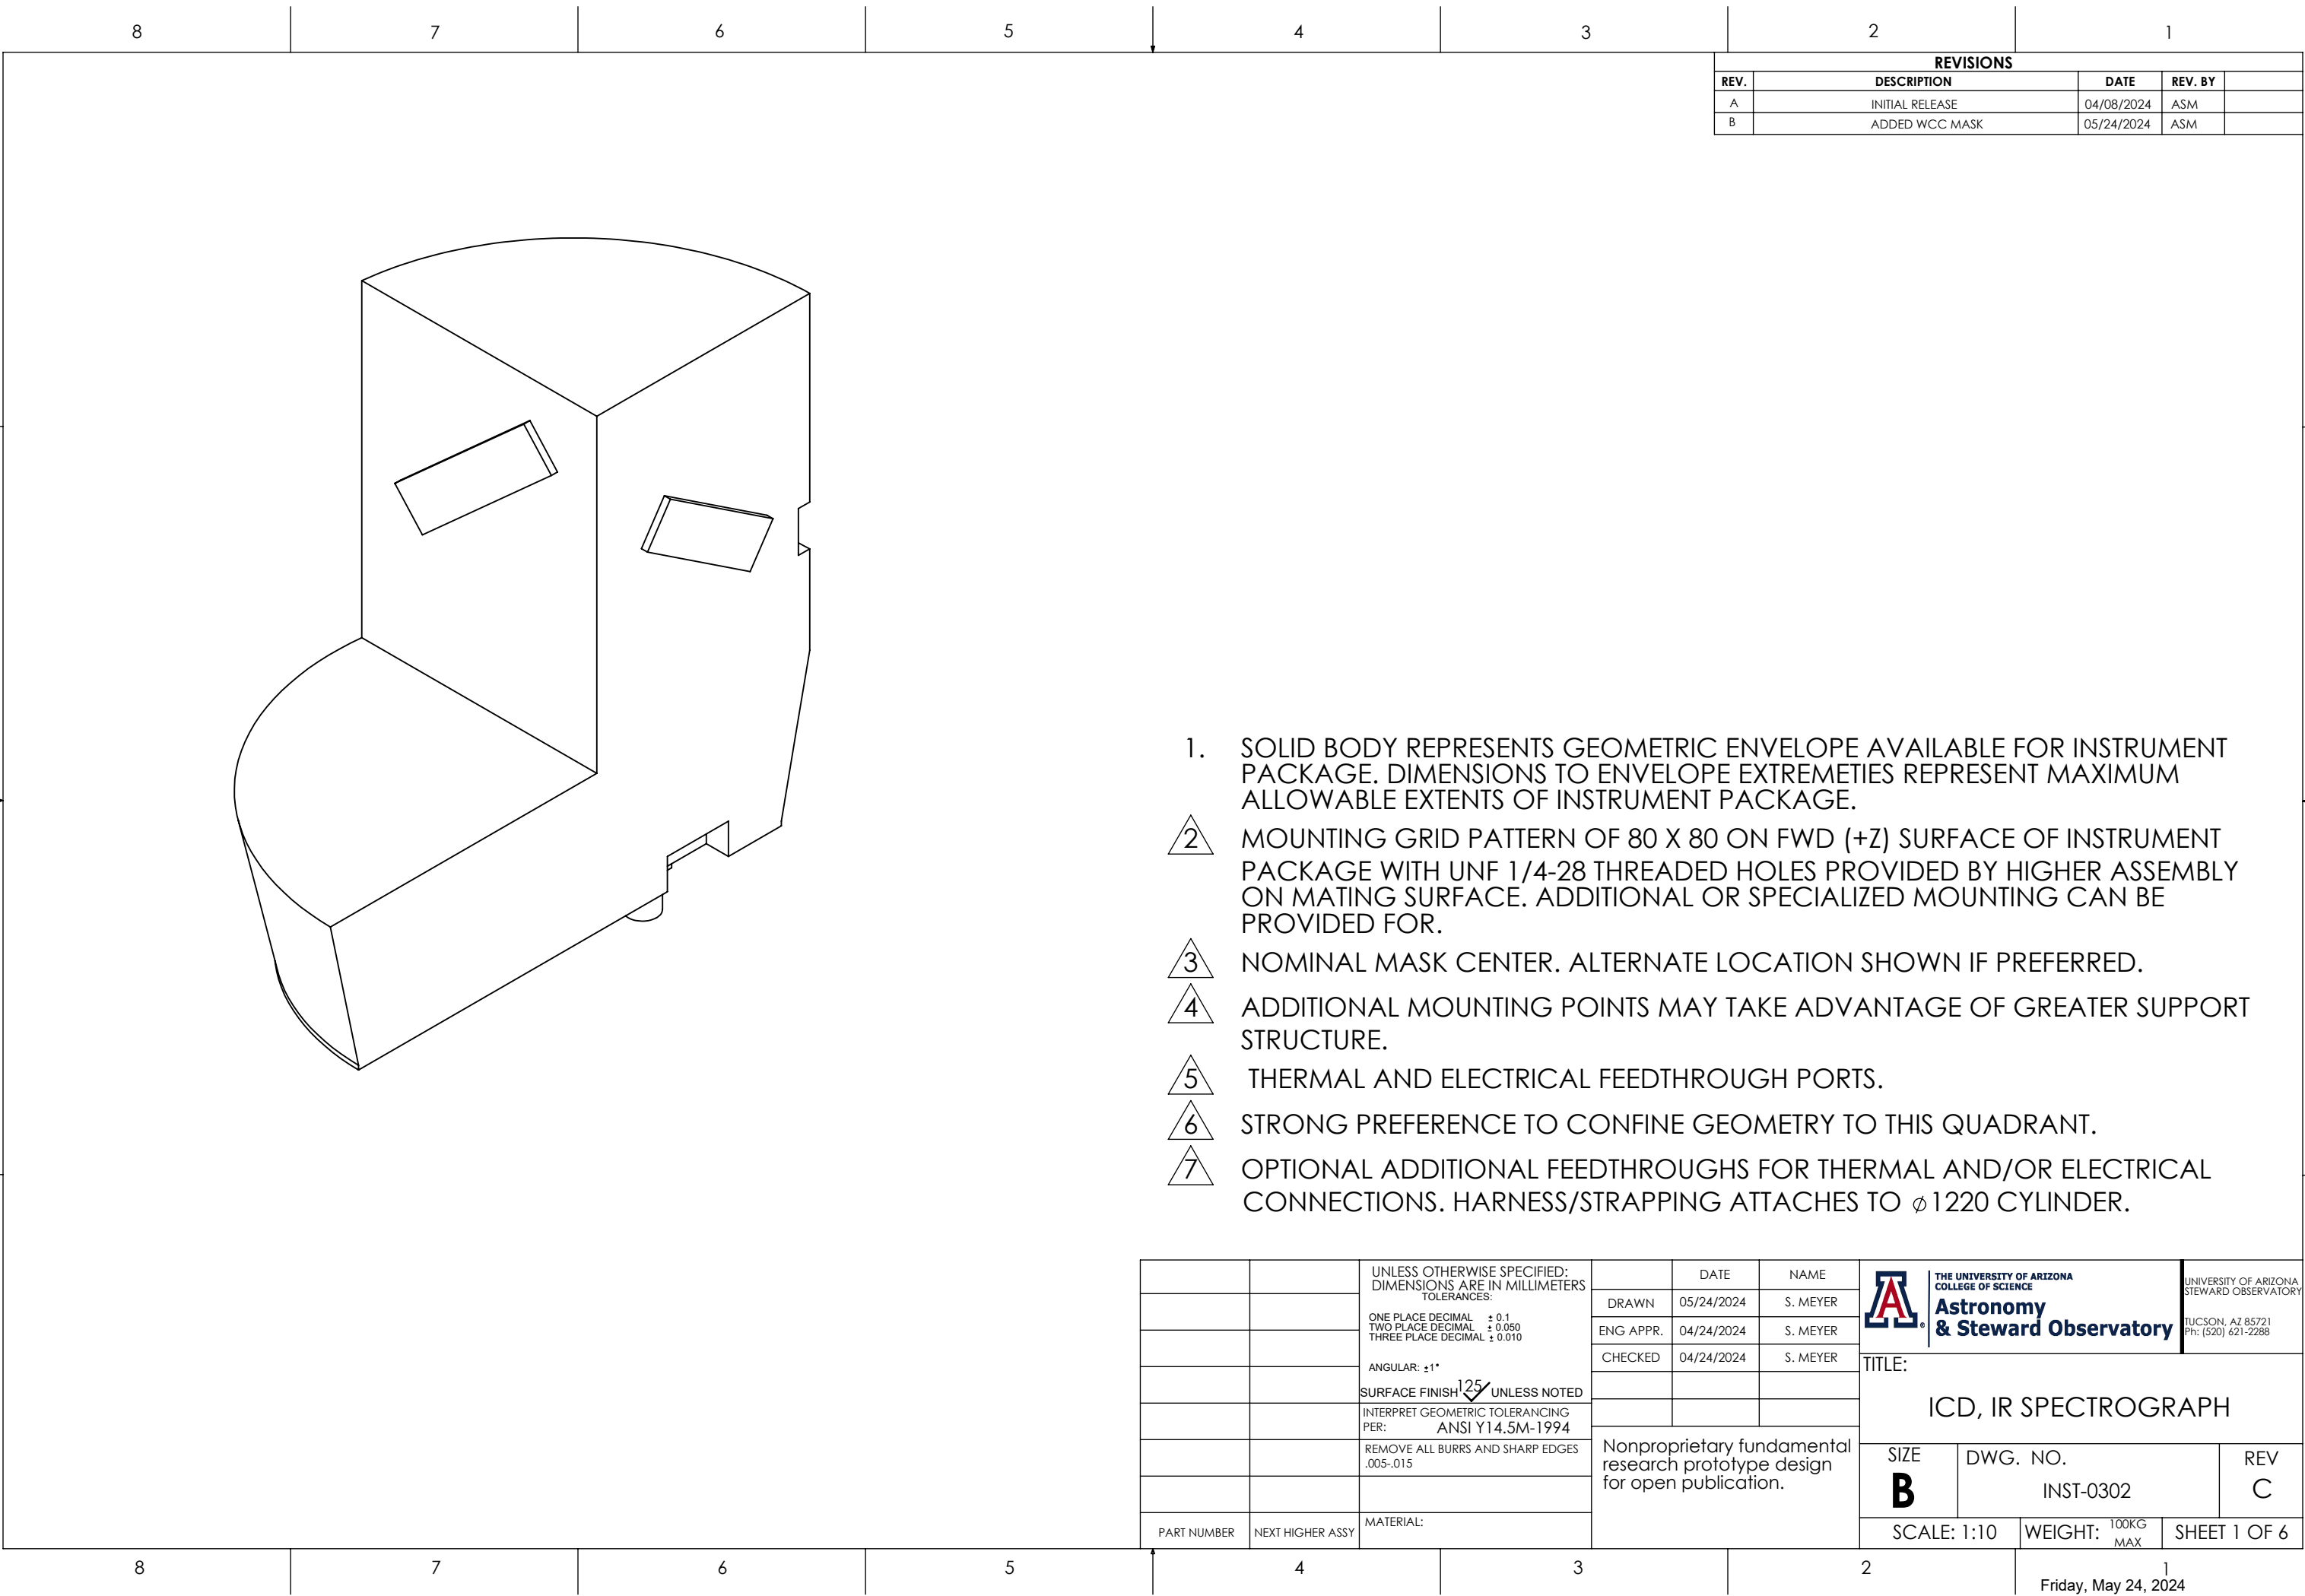 8 7 6 5 4 3 2 1
REVISIONS
REV. DESCRIPTION DATE REV. BY
A INITIAL RELEASE 04/08/2024 ASM
B ADDED WCC MASK 05/24/2024 ASM
1. SOLID BODY REPRESENTS GEOMETRIC ENVELOPE AVAILABLE FOR INSTRUMENT
PACKAGE. DIMENSIONS TO ENVELOPE EXTREMETIES REPRESENT MAXIMUM
ALLOWABLE EXTENTS OF INSTRUMENT PACKAGE.
2 MOUNTING GRID PATTERN OF 80 X 80 ON FWD (+Z) SURFACE OF INSTRUMENT
PACKAGE WITH UNF 1/4-28 THREADED HOLES PROVIDED BY HIGHER ASSEMBLY
ON MATING SURFACE. ADDITIONAL OR SPECIALIZED MOUNTING CAN BE
PROVIDED FOR.
3 NOMINAL MASK CENTER. ALTERNATE LOCATION SHOWN IF PREFERRED.
4 ADDITIONAL MOUNTING POINTS MAY TAKE ADVANTAGE OF GREATER SUPPORT
STRUCTURE.
5 THERMAL AND ELECTRICAL FEEDTHROUGH PORTS.
6 STRONG PREFERENCE TO CONFINE GEOMETRY TO THIS QUADRANT.
7 OPTIONAL ADDITIONAL FEEDTHROUGHS FOR THERMAL AND/OR ELECTRICAL
CONNECTIONS. HARNESS/STRAPPING ATTACHES TO ⌀1220 CYLINDER.
PART NUMBER NEXT HIGHER ASSY
UNLESS OTHERWISE SPECIFIED:
DIMENSIONS ARE IN MILLIMETERS
TOLERANCES:
ONE PLACE DECIMAL ± 0.1
TWO PLACE DECIMAL ± 0.050
THREE PLACE DECIMAL ± 0.010
ANGULAR: ±1°
SURFACE FINISH 125 UNLESS NOTED
INTERPRET GEOMETRIC TOLERANCING
PER: ANSI Y14.5M-1994
REMOVE ALL BURRS AND SHARP EDGES
.005-.015
MATERIAL:
DATE NAME
DRAWN 05/24/2024 S. MEYER
ENG APPR. 04/24/2024 S. MEYER
CHECKED 04/24/2024 S. MEYER
Nonproprietary fundamental
research prototype design
for open publication.
A ®
THE UNIVERSITY OF ARIZONA
COLLEGE OF SCIENCE
Astronomy
& Steward Observatory
UNIVERSITY OF ARIZONA
STEWARD OBSERVATORY
TUCSON, AZ 85721
Ph: (520) 621-2288
TITLE:
ICD, IR SPECTROGRAPH
SIZE
B
DWG. NO.
INST-0302
REV
C
SCALE: 1:10
WEIGHT: 100KG
MAX
SHEET 1 OF 6
8 7 6 5 4 3 2 1
Friday, May 24, 2024